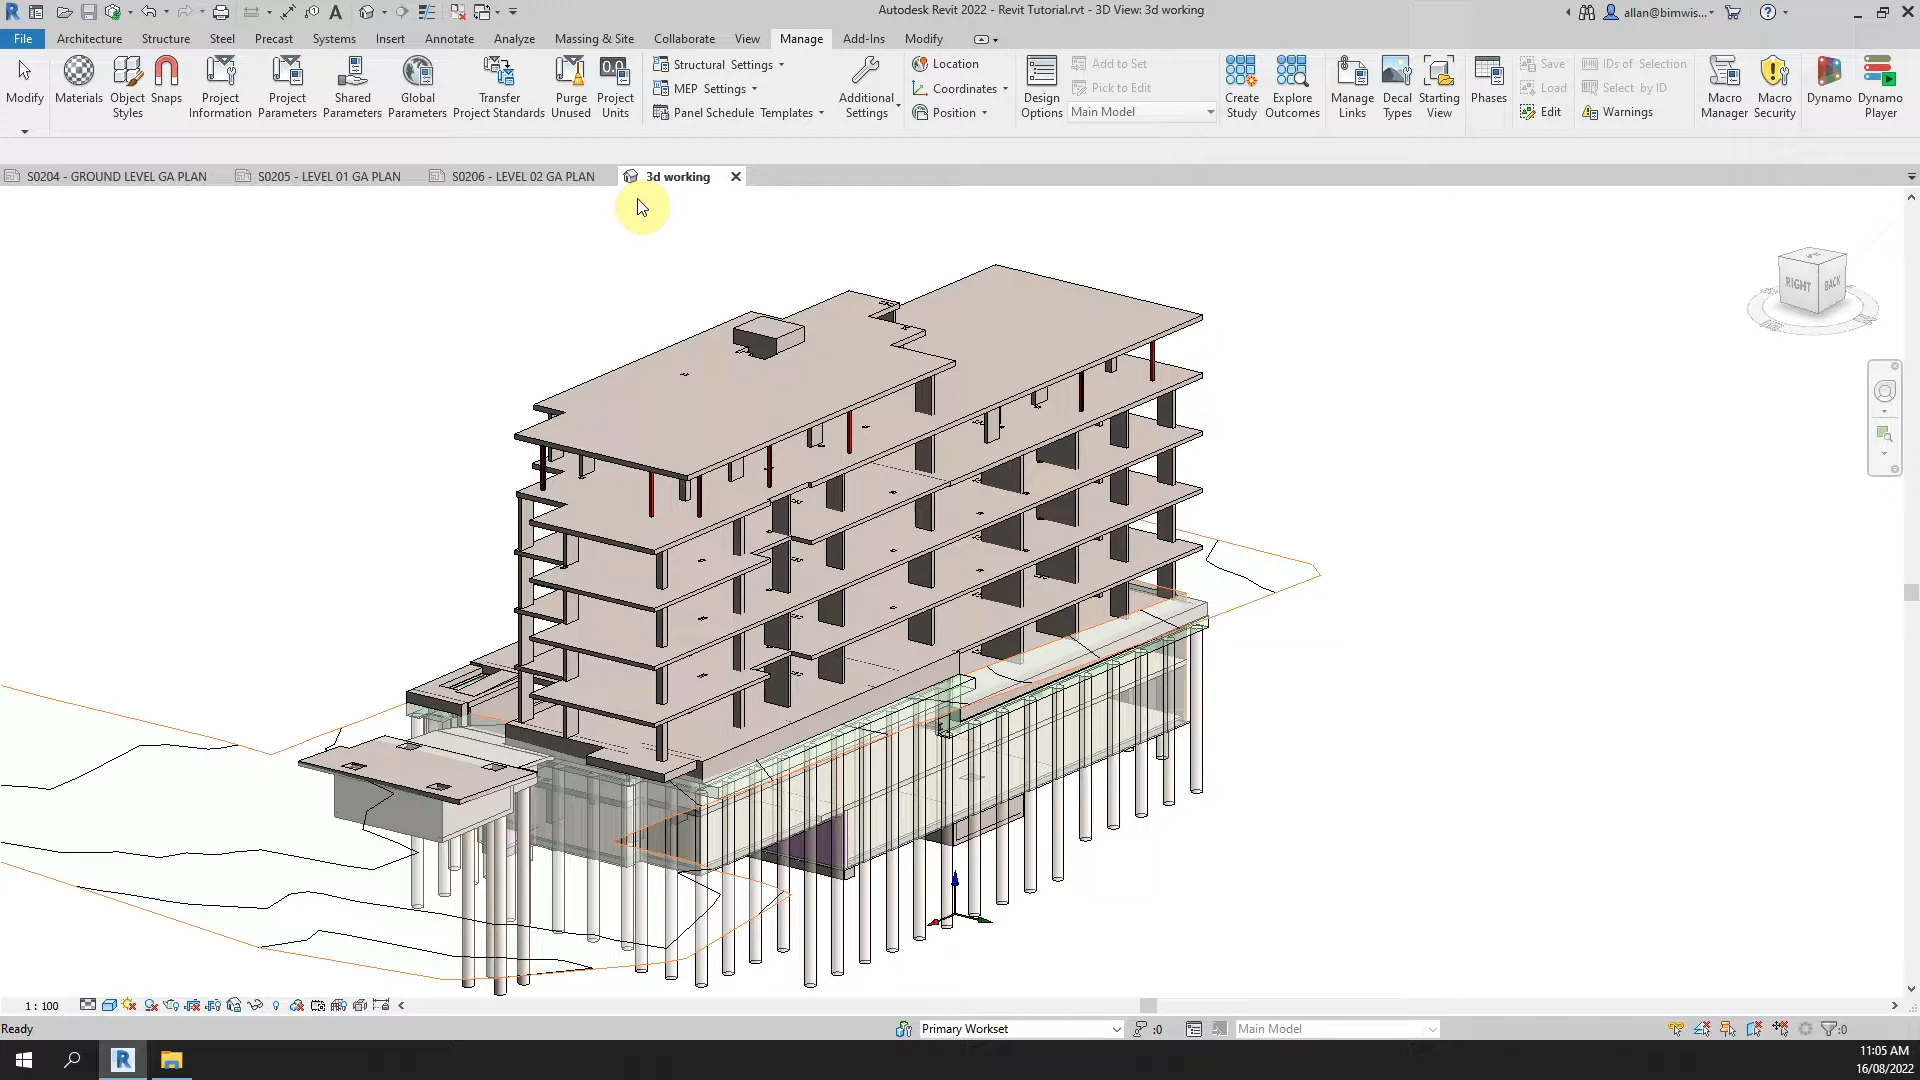 Autodesk Revit 2022 - Revit Tutorial.rvt - 3D View: 3d working
allan@bimwis...
File Architecture Structure Steel Precast Systems Insert Annotate Analyze Massing & Site Collaborate View Manage Add-Ins Modify
Modify
Materials
Object
Styles
Snaps
Project
Information
Project
Parameters
Shared
Parameters
Global
Parameters
Transfer
Project Standards
Purge
Unused
0.0
Project
Units
Structural Settings
MEP Settings
Panel Schedule Templates
Additional
Settings
Location
Coordinates
Position
Design
Options
Add to Set
Pick to Edit
Main Model
Create
Study
Explore
Outcomes
Manage
Links
Decal
Types
Starting
View
Phases
Save
Load
Edit
IDs of Selection
Select by ID
Warnings
Macro
Manager
Macro
Security
Dynamo
Dynamo
Player
S0204 - GROUND LEVEL GA PLAN
S0205 - LEVEL 01 GA PLAN
S0206 - LEVEL 02 GA PLAN
3d working
RIGHT
BACK
1 : 100
Ready
Primary Workset
:0
Main Model
:0
11:05 AM
16/08/2022